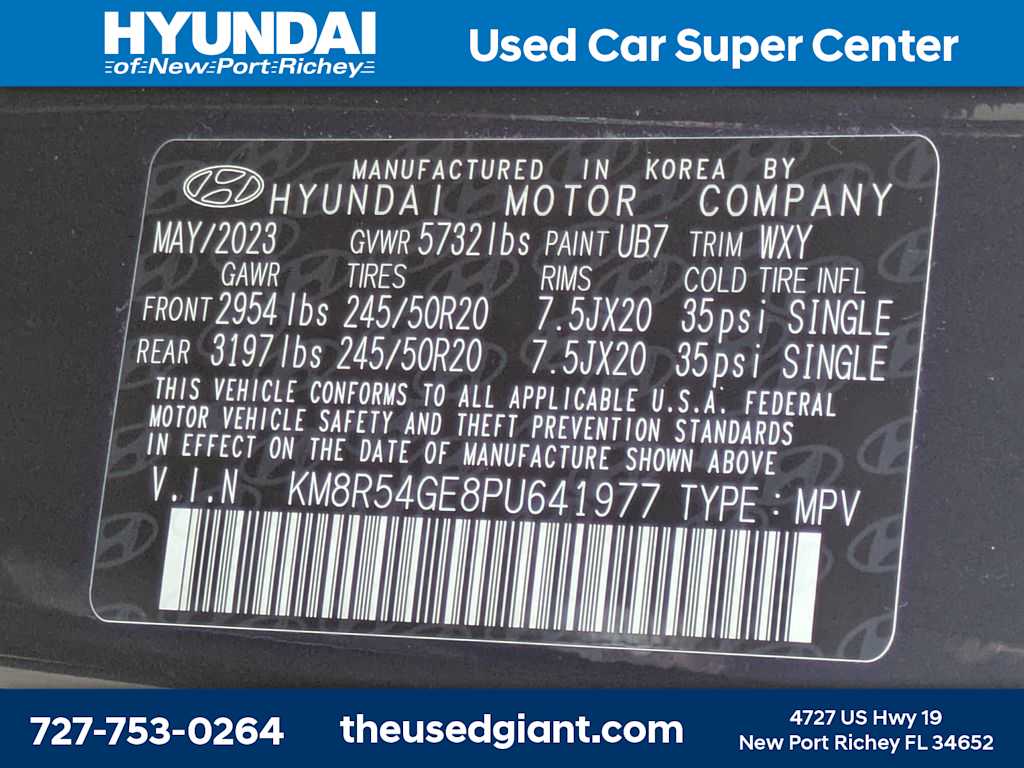 HYUNDAI
of New Port Richey
Used Car Super Center
MANUFACTURED IN KOREA BY
HYUNDAI MOTOR COMPANY
MAY/2023 GVWR 5732lbs PAINT UB7 TRIM WXY
GAWR TIRES RIMS COLD TIRE INFL
FRONT 2954lbs 245/50R20 7.5JX20 35psi SINGLE
REAR 3197lbs 245/50R20 7.5JX20 35psi SINGLE
THIS VEHICLE CONFORMS TO ALL APPLICABLE U.S.A. FEDERAL
MOTOR VEHICLE SAFETY AND THEFT PREVENTION STANDARDS
IN EFFECT ON THE DATE OF MANUFACTURE SHOWN ABOVE
V.I.N KM8R54GE8PU641977 TYPE : MPV
727-753-0264
theusedgiant.com
4727 US Hwy 19
New Port Richey FL 34652